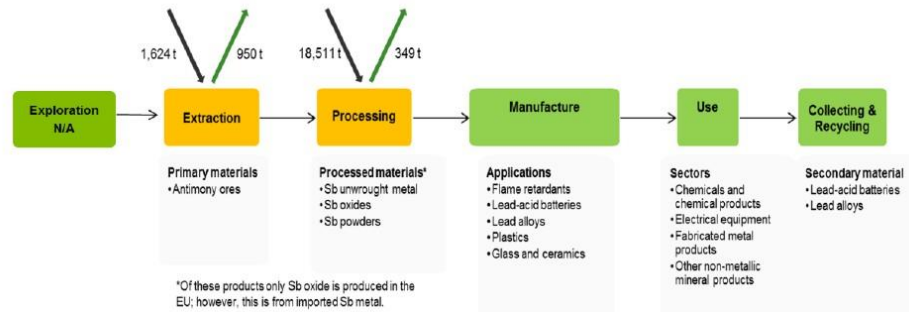 1,624 t
950 t
18,511 t
349 t
Exploration
N/A
Extraction
Processing
Manufacture
Use
Collecting &
Recycling
Primary materials
•Antimony ores
Processed materials*
•Sb unwrought metal
•Sb oxides
•Sb powders
Applications
•Flame retardants
•Lead-acid batteries
•Lead alloys
•Plastics
•Glass and ceramics
Sectors
•Chemicals and
chemical products
•Electrical equipment
•Fabricated metal
products
•Other non-metallic
mineral products
Secondary material
•Lead-acid batteries
•Lead alloys
*Of these products only Sb oxide is produced in the
EU; however, this is from imported Sb metal.